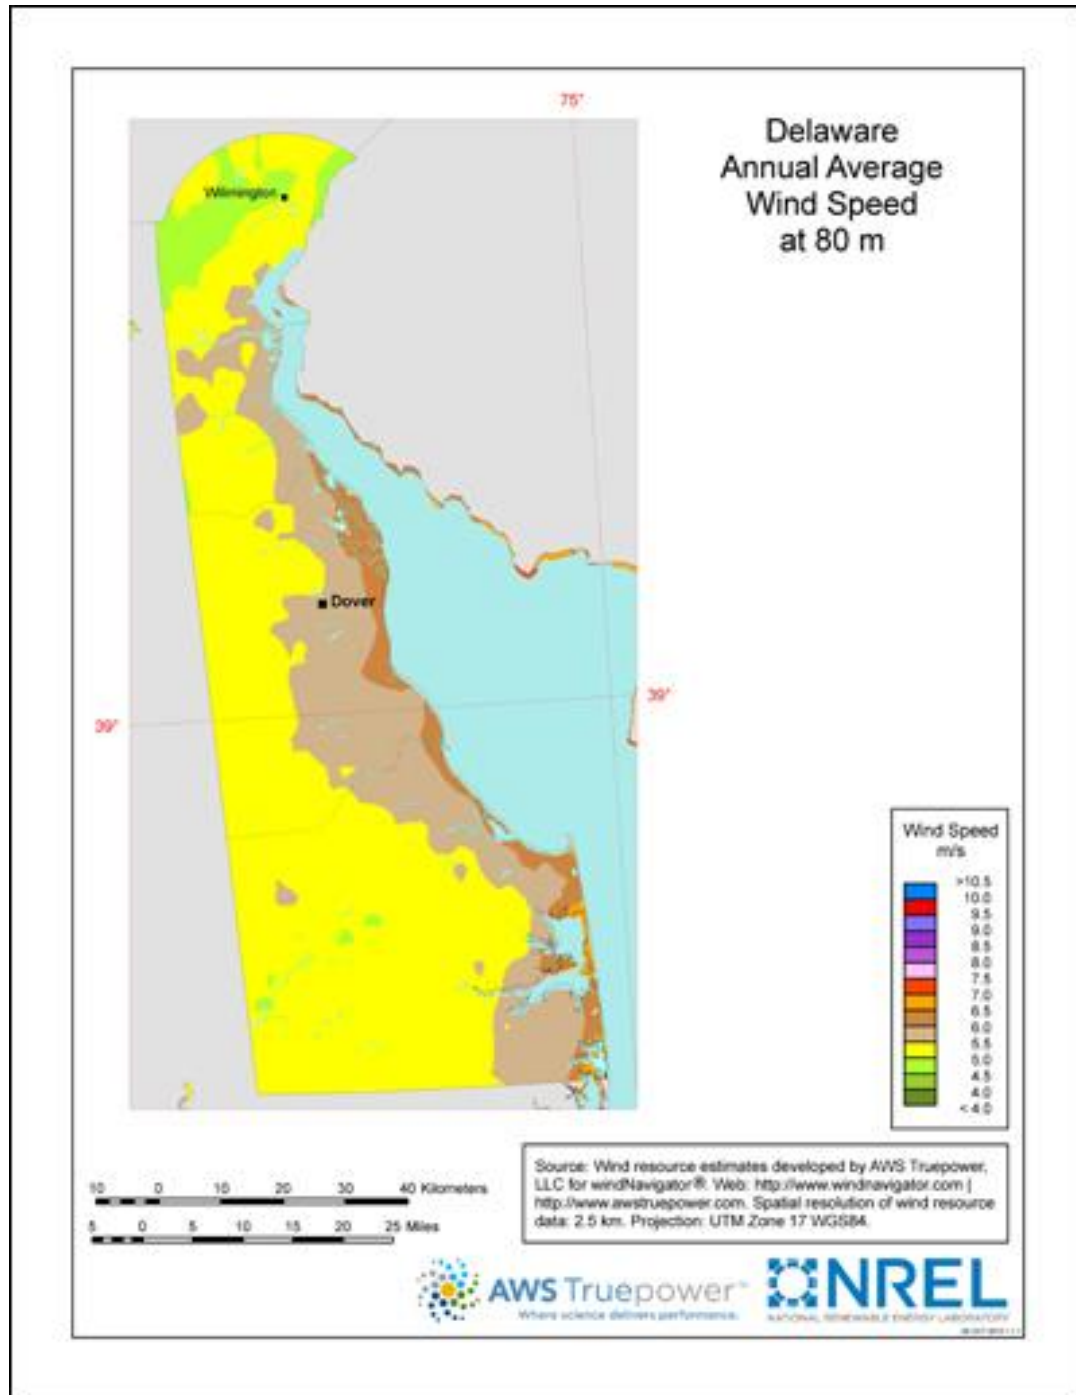 75°
Delaware
Annual Average
Wind Speed
at 80 m
Wilmington
Dover
39°
39°
Wind Speed
m/s
>10.5
10.0
9.5
9.0
8.5
8.0
7.5
7.0
6.5
6.0
5.5
5.0
4.5
4.0
< 4.0
10 0 10 20 30 40 Kilometers
5 0 5 10 15 20 25 Miles
Source: Wind resource estimates developed by AWS Truepower,
LLC for windNavigator®. Web: http://www.windnavigator.com |
http://www.awstruepower.com. Spatial resolution of wind resource
data: 2.5 km. Projection: UTM Zone 17 WGS84.
AWS Truepower™
Where science delivers performance.
NREL
NATIONAL RENEWABLE ENERGY LABORATORY